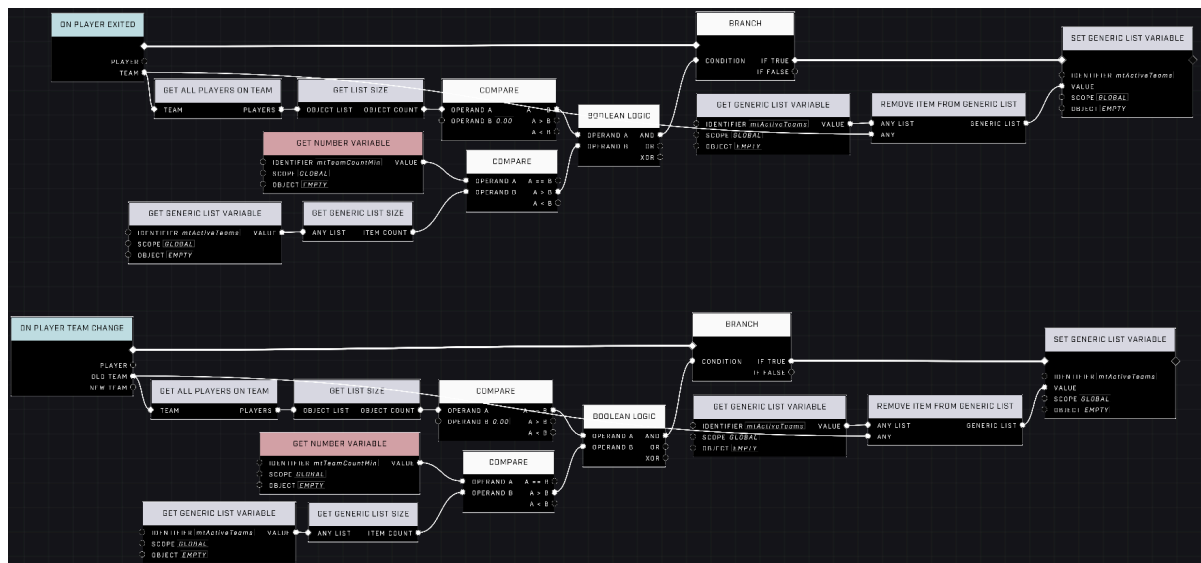 ON PLAYER EXITED
PLAYER
TEAM
GET ALL PLAYERS ON TEAM
TEAM PLAYERS
GET LIST SIZE
OBJECT LIST OBJECT COUNT
COMPARE
OPERAND A A == B
OPERAND B 0.00 A > B
A < B
GET NUMBER VARIABLE
IDENTIFIER mtTeamCountMin VALUE
SCOPE GLOBAL
OBJECT EMPTY
COMPARE
OPERAND A A == B
OPERAND B A > B
A < B
GET GENERIC LIST VARIABLE
IDENTIFIER mtActiveTeams VALUE
SCOPE GLOBAL
OBJECT EMPTY
GET GENERIC LIST SIZE
ANY LIST ITEM COUNT
BOOLEAN LOGIC
OPERAND A AND
OPERAND B OR
XOR
BRANCH
CONDITION IF TRUE
IF FALSE
GET GENERIC LIST VARIABLE
IDENTIFIER mtActiveTeams VALUE
SCOPE GLOBAL
OBJECT EMPTY
REMOVE ITEM FROM GENERIC LIST
ANY LIST GENERIC LIST
ANY
SET GENERIC LIST VARIABLE
IDENTIFIER mtActiveTeams
VALUE
SCOPE GLOBAL
OBJECT EMPTY
ON PLAYER TEAM CHANGE
PLAYER
OLD TEAM
NEW TEAM
GET ALL PLAYERS ON TEAM
TEAM PLAYERS
GET LIST SIZE
OBJECT LIST OBJECT COUNT
COMPARE
OPERAND A A == B
OPERAND B 0.00 A > B
A < B
GET NUMBER VARIABLE
IDENTIFIER mtTeamCountMin VALUE
SCOPE GLOBAL
OBJECT EMPTY
COMPARE
OPERAND A A == B
OPERAND B A > B
A < B
GET GENERIC LIST VARIABLE
IDENTIFIER mtActiveTeams VALUE
SCOPE GLOBAL
OBJECT EMPTY
GET GENERIC LIST SIZE
ANY LIST ITEM COUNT
BOOLEAN LOGIC
OPERAND A AND
OPERAND B OR
XOR
BRANCH
CONDITION IF TRUE
IF FALSE
GET GENERIC LIST VARIABLE
IDENTIFIER mtActiveTeams VALUE
SCOPE GLOBAL
OBJECT EMPTY
REMOVE ITEM FROM GENERIC LIST
ANY LIST GENERIC LIST
ANY
SET GENERIC LIST VARIABLE
IDENTIFIER mtActiveTeams
VALUE
SCOPE GLOBAL
OBJECT EMPTY